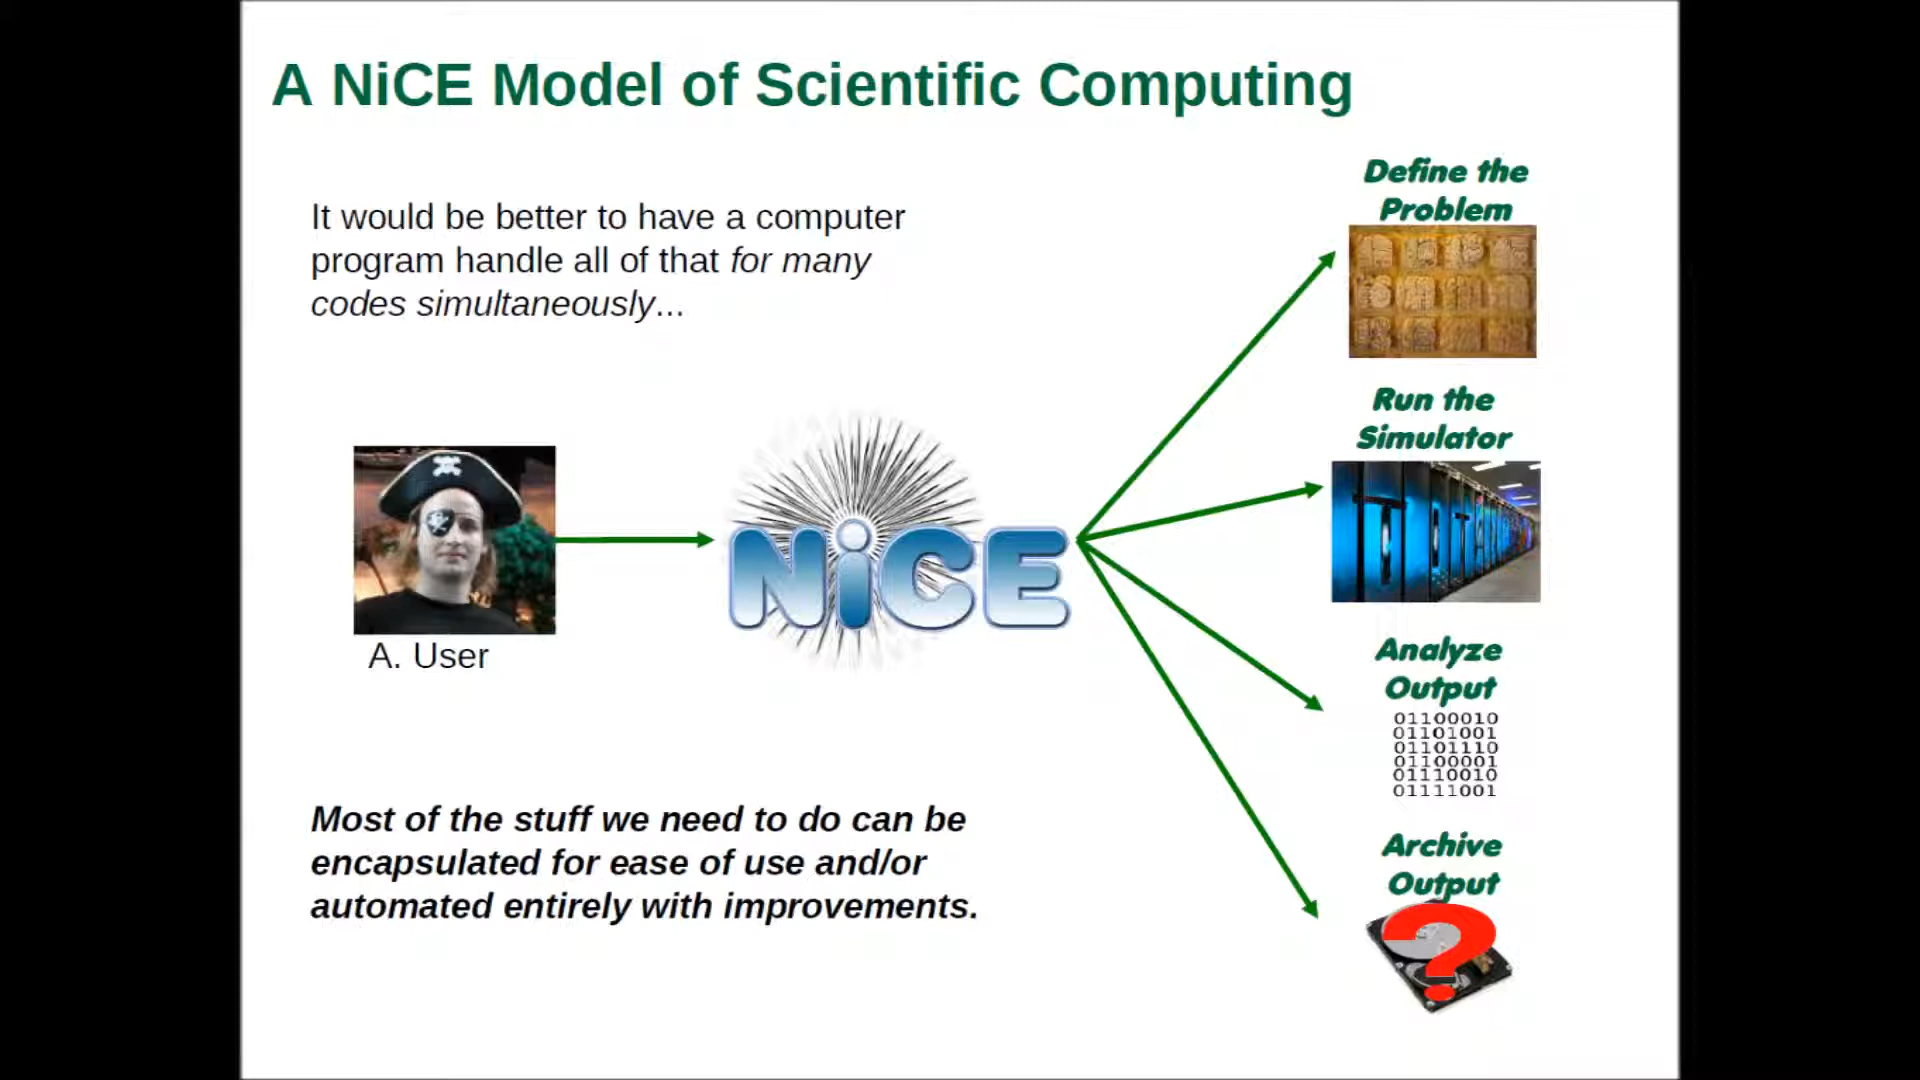 A NiCE Model of Scientific Computing
It would be better to have a computer
program handle all of that for many
codes simultaneously...
A. User
NiCE
Define the
Problem
Run the
Simulator
TITAN
Analyze
Output
01100010
01101001
01101110
01100001
01110010
01111001
Archive
Output
?
Most of the stuff we need to do can be
encapsulated for ease of use and/or
automated entirely with improvements.